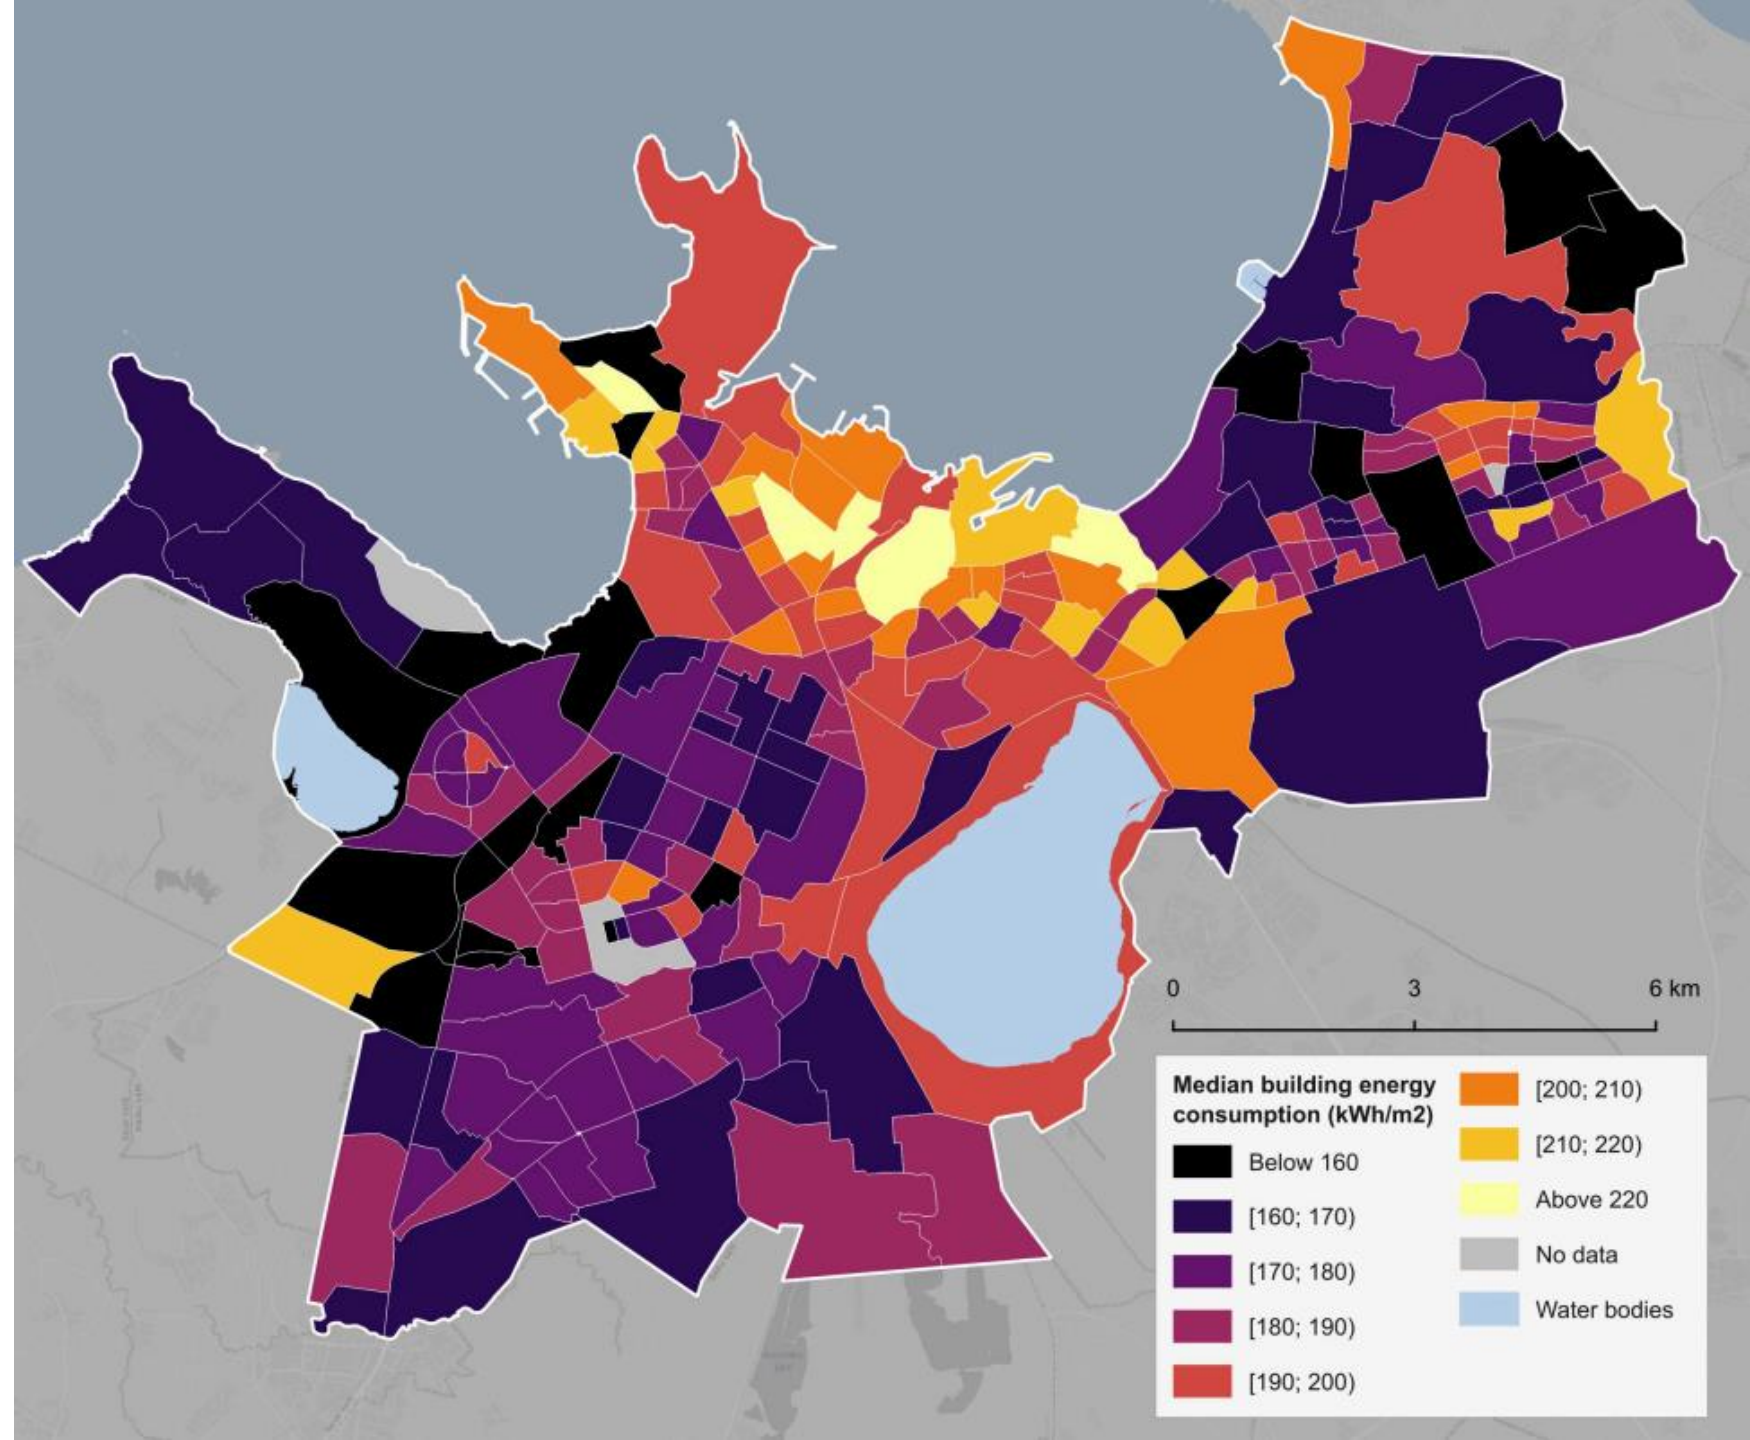 0 3 6 km
Median building energy
consumption (kWh/m2)
Below 160
[160; 170)
[170; 180)
[180; 190)
[190; 200)
[200; 210)
[210; 220)
Above 220
No data
Water bodies